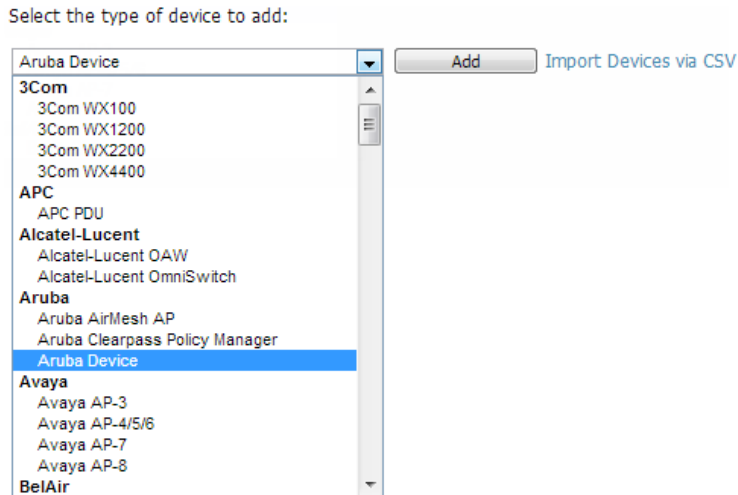 Select the type of device to add:
Aruba Device Add Import Devices via CSV
3Com
3Com WX100
3Com WX1200
3Com WX2200
3Com WX4400
APC
APC PDU
Alcatel-Lucent
Alcatel-Lucent OAW
Alcatel-Lucent OmniSwitch
Aruba
Aruba AirMesh AP
Aruba Clearpass Policy Manager
Aruba Device
Avaya
Avaya AP-3
Avaya AP-4/5/6
Avaya AP-7
Avaya AP-8
BelAir